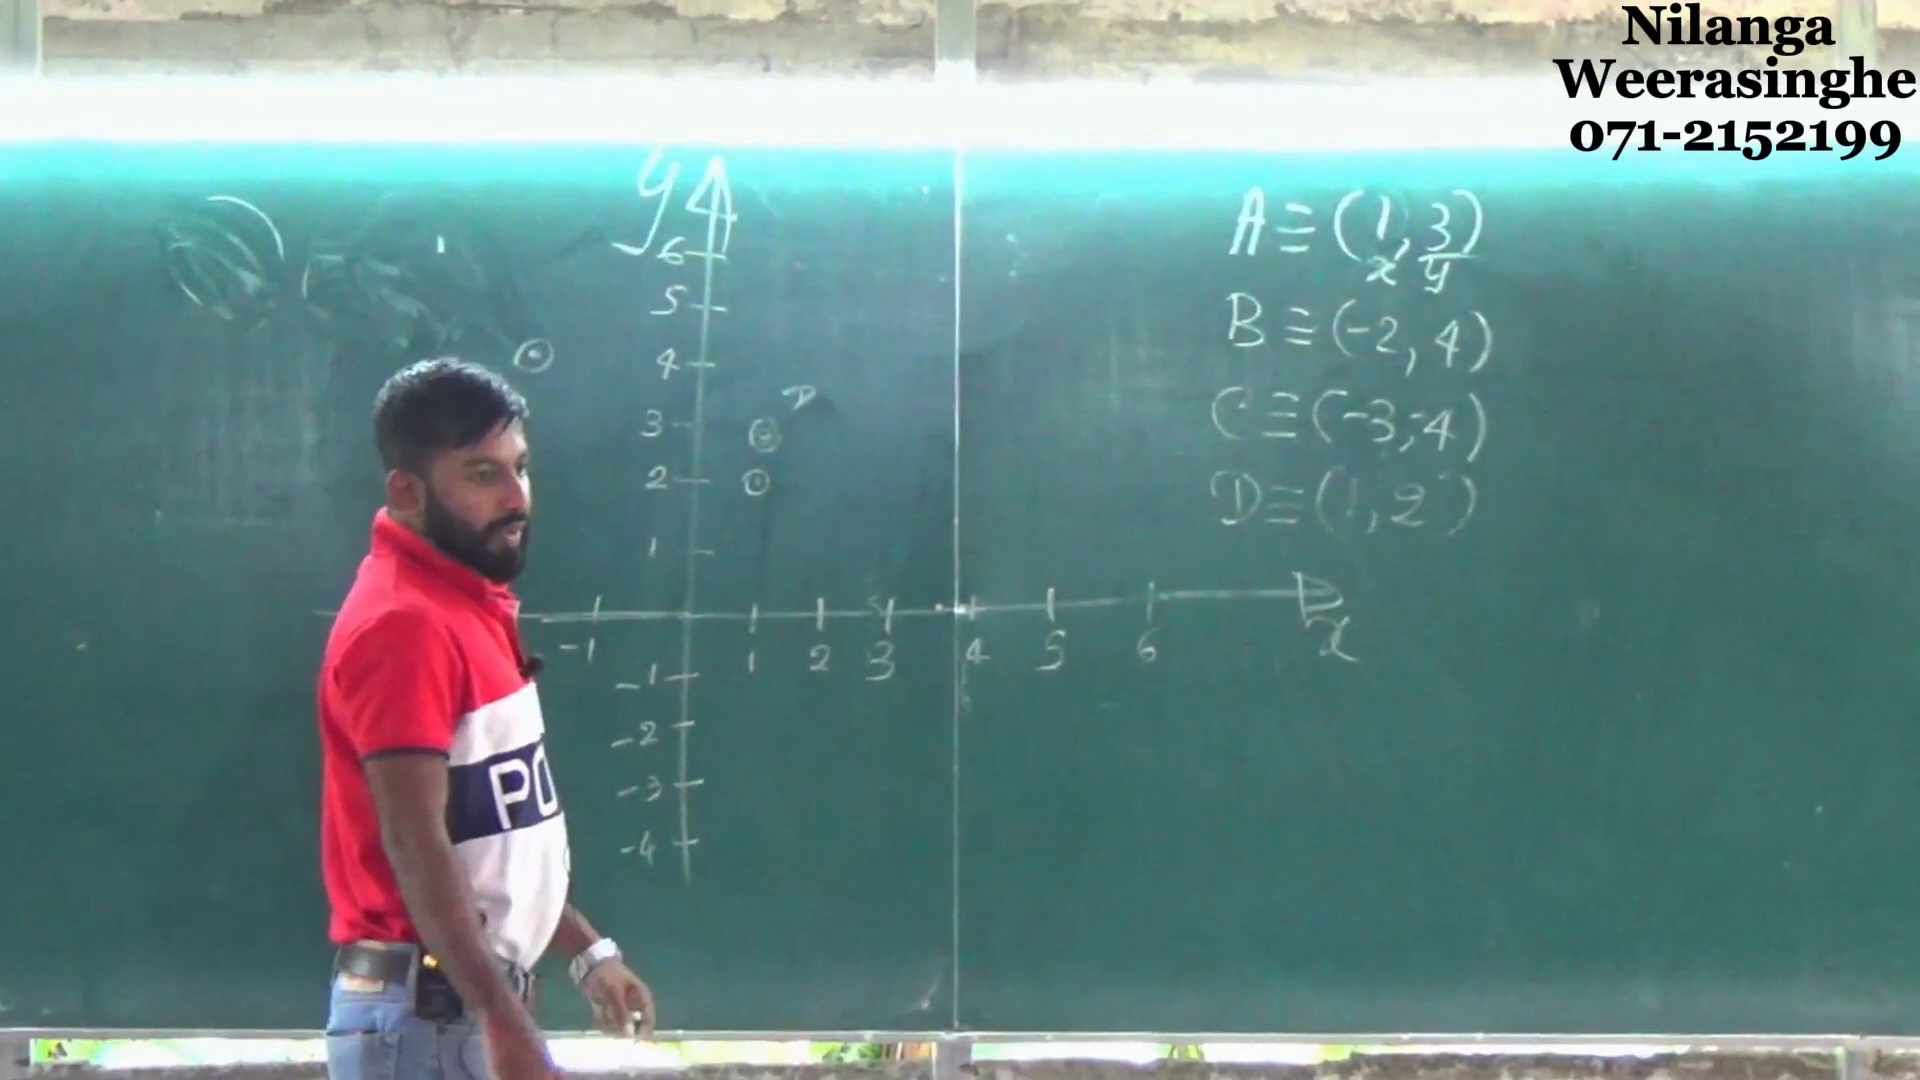 Nilanga
Weerasinghe
071-2152199
y
6
5
4
3
2
1
-1
1 2 3 4 5 6
x
-1
-2
-3
-4
D
A ≡ (1, 3)
x y
B ≡ (-2, 4)
C ≡ (-3, -4)
D ≡ (1, 2)
PO